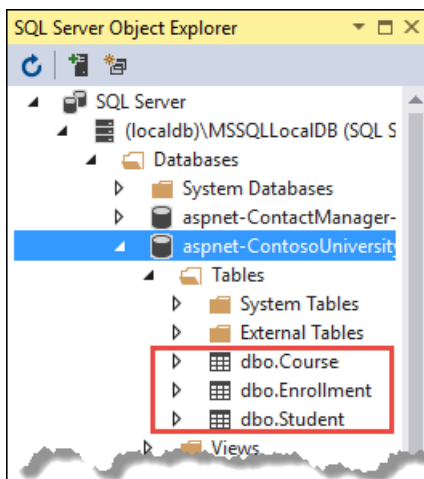 SQL Server Object Explorer
SQL Server
(localdb)\MSSQLLocalDB (SQL S
Databases
System Databases
aspnet-ContactManager-
aspnet-ContosoUniversity
Tables
System Tables
External Tables
dbo.Course
dbo.Enrollment
dbo.Student
Views